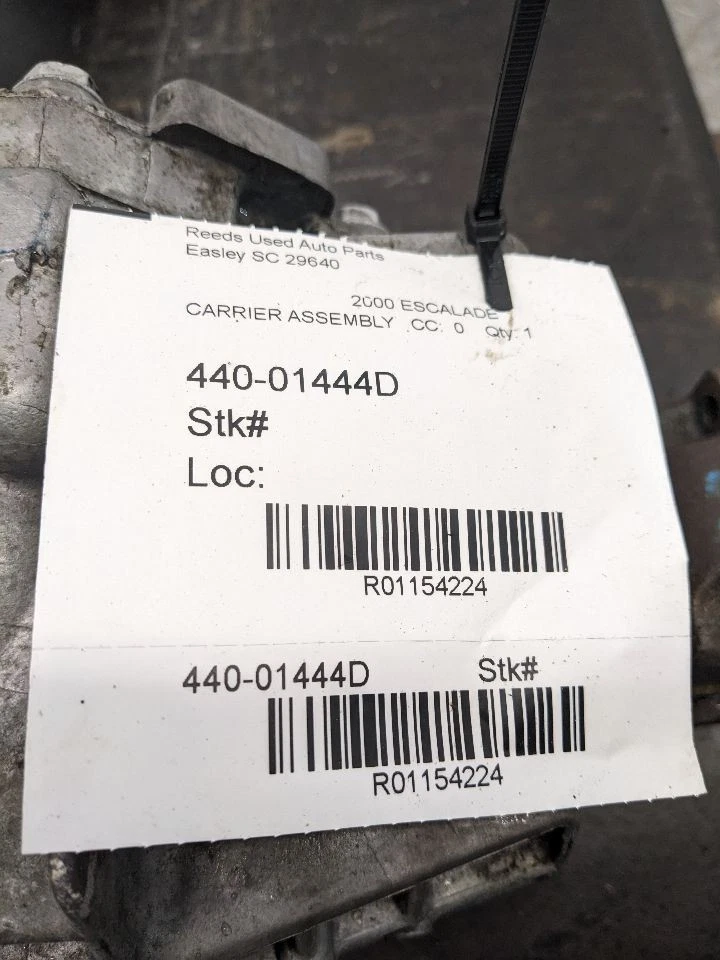 Reeds Used Auto Parts
Easley SC 29640
2000 ESCALADE
CARRIER ASSEMBLY CC: 0 Qty: 1
440-01444D
Stk#
Loc:
R01154224
440-01444D Stk#
R01154224